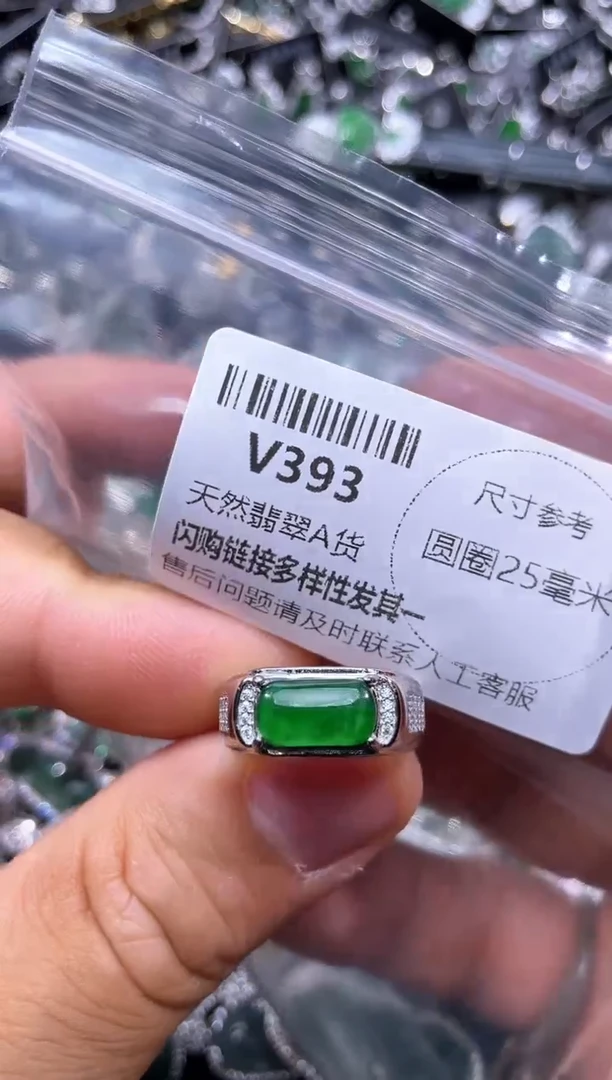 V393
天然翡翠A货
闪购链接多样性发其一
售后问题请及时联系人工客服
尺寸参考
圆圈25毫米